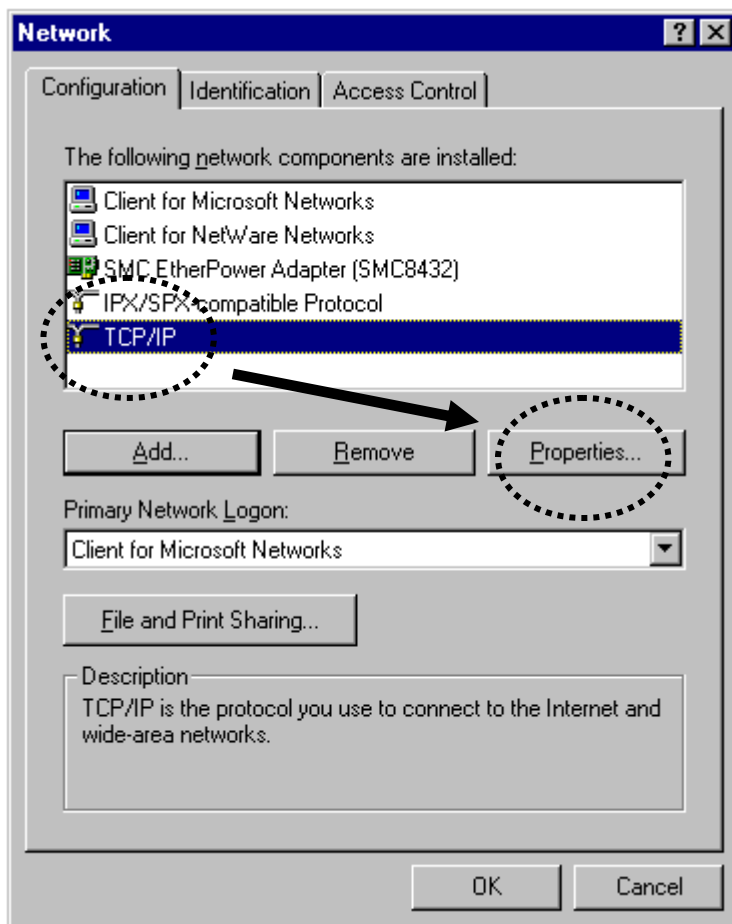 Network
Configuration Identification Access Control
The following network components are installed:
Client for Microsoft Networks
Client for NetWare Networks
SMC EtherPower Adapter (SMC8432)
IPX/SPX-compatible Protocol
TCP/IP
Add... Remove Properties...
Primary Network Logon:
Client for Microsoft Networks
File and Print Sharing...
Description
TCP/IP is the protocol you use to connect to the Internet and
wide-area networks.
OK Cancel